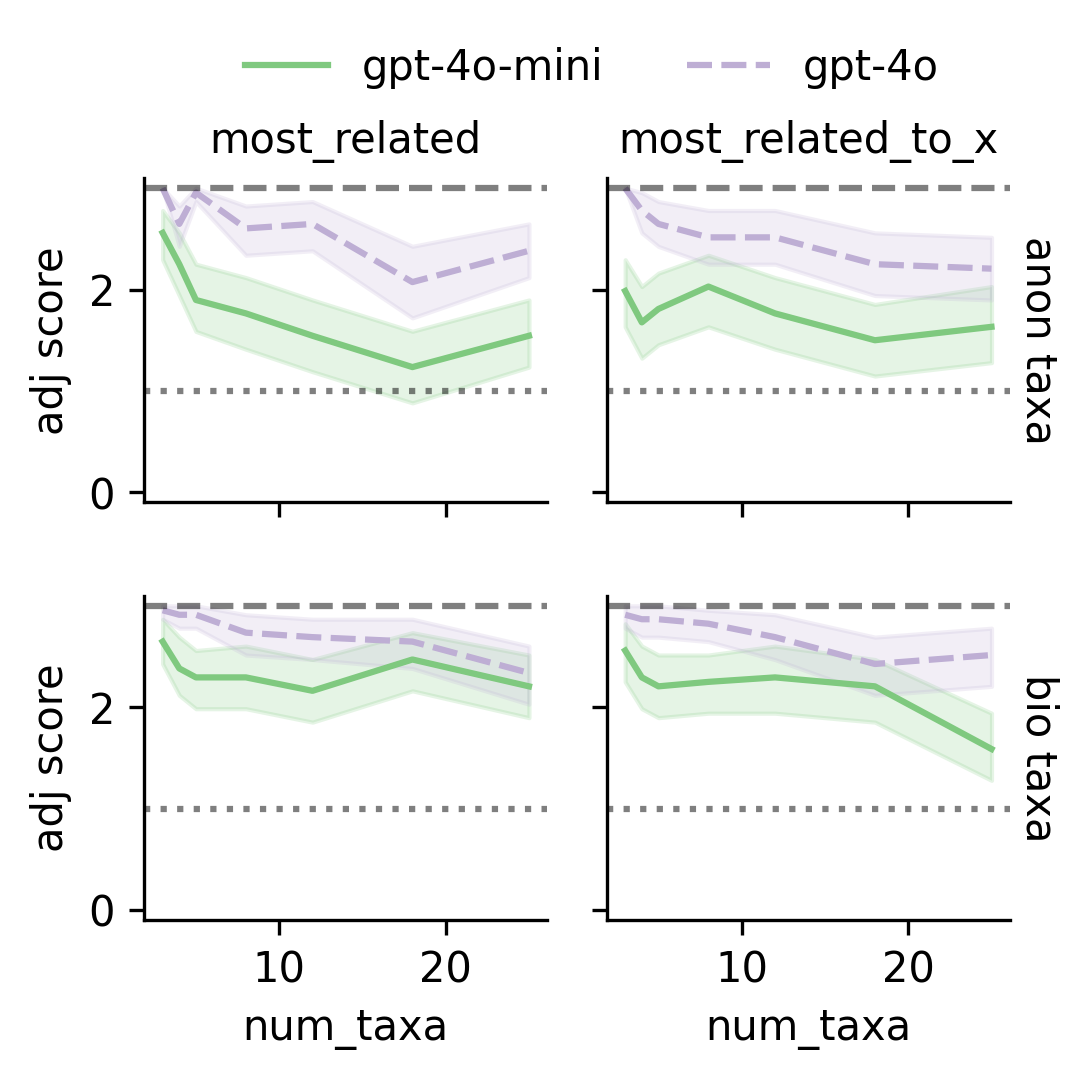 gpt-4o-mini gpt-4o
most_related most_related_to_x
adj score
2
0
anon taxa
adj score
2
0
bio taxa
10 20 10 20
num_taxa num_taxa